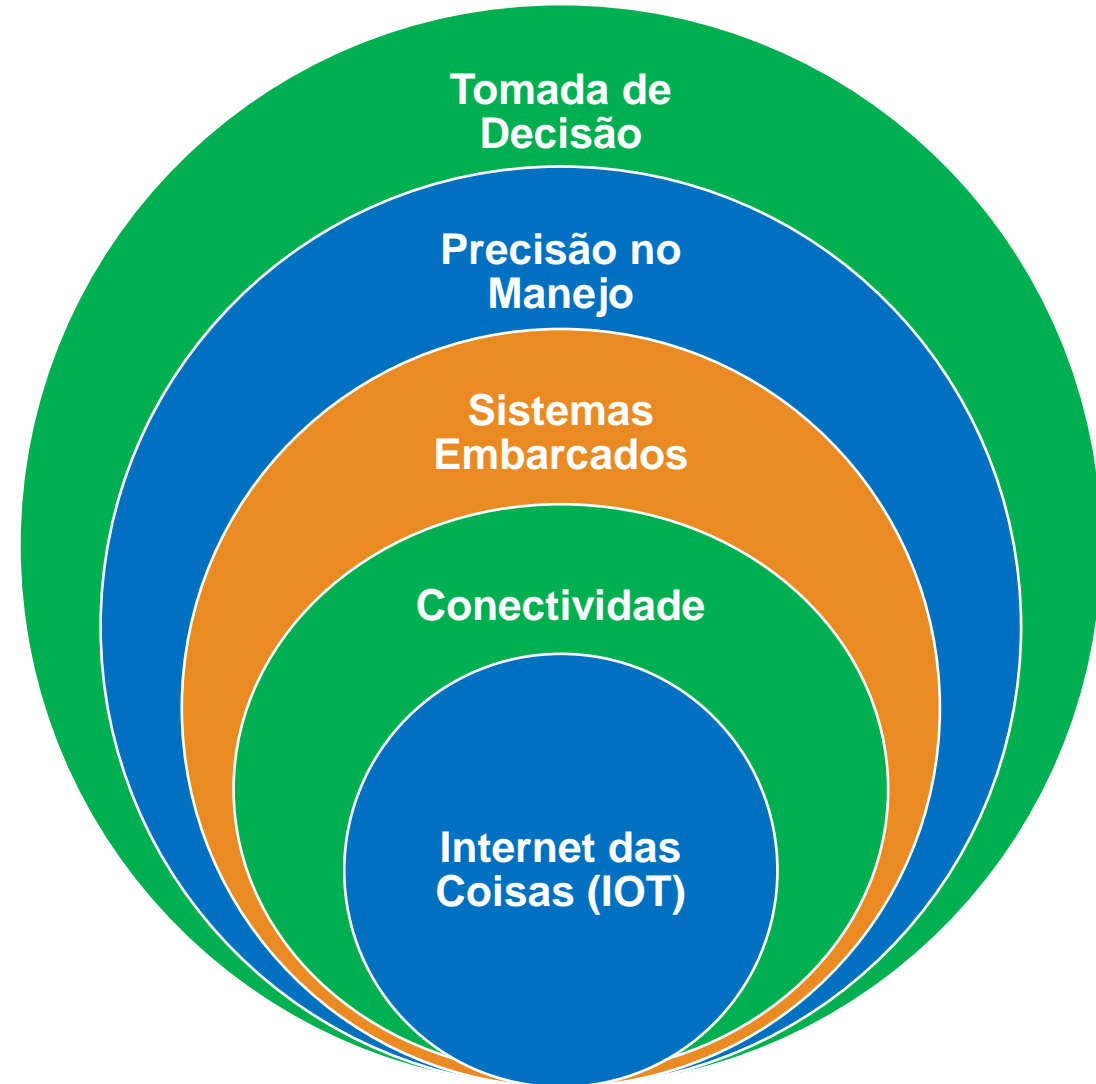 Tomada de
Decisão
Precisão no
Manejo
Sistemas
Embarcados
Conectividade
Internet das
Coisas (IOT)